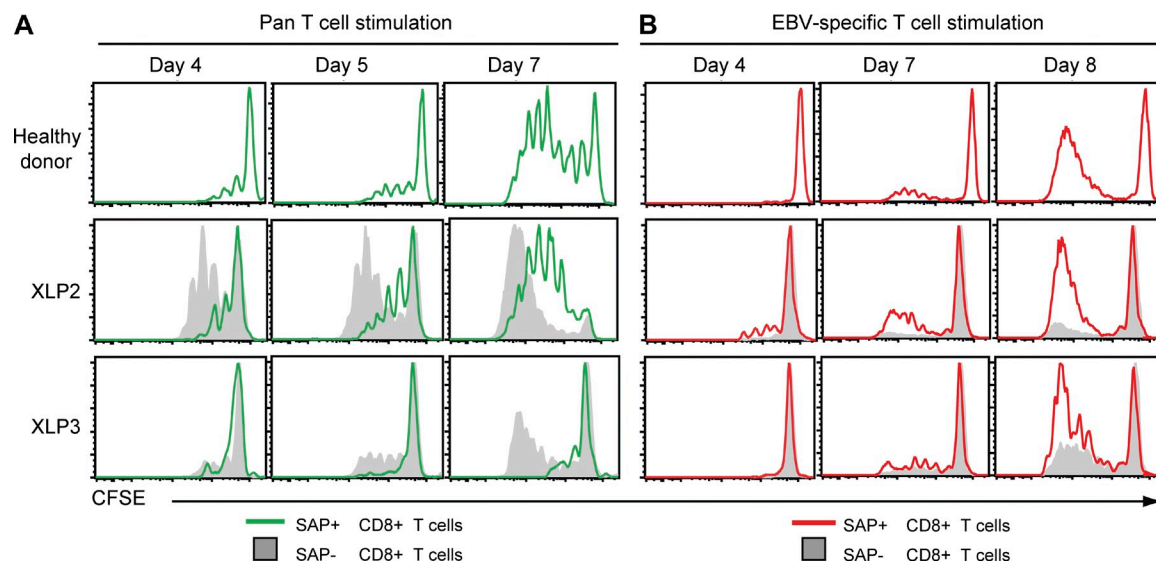 A
Pan T cell stimulation
B
EBV-specific T cell stimulation
Day 4
Day 5
Day 7
Day 4
Day 7
Day 8
Healthy
donor
XLP2
XLP3
CFSE
SAP+ CD8+ T cells
SAP- CD8+ T cells
SAP+ CD8+ T cells
SAP- CD8+ T cells